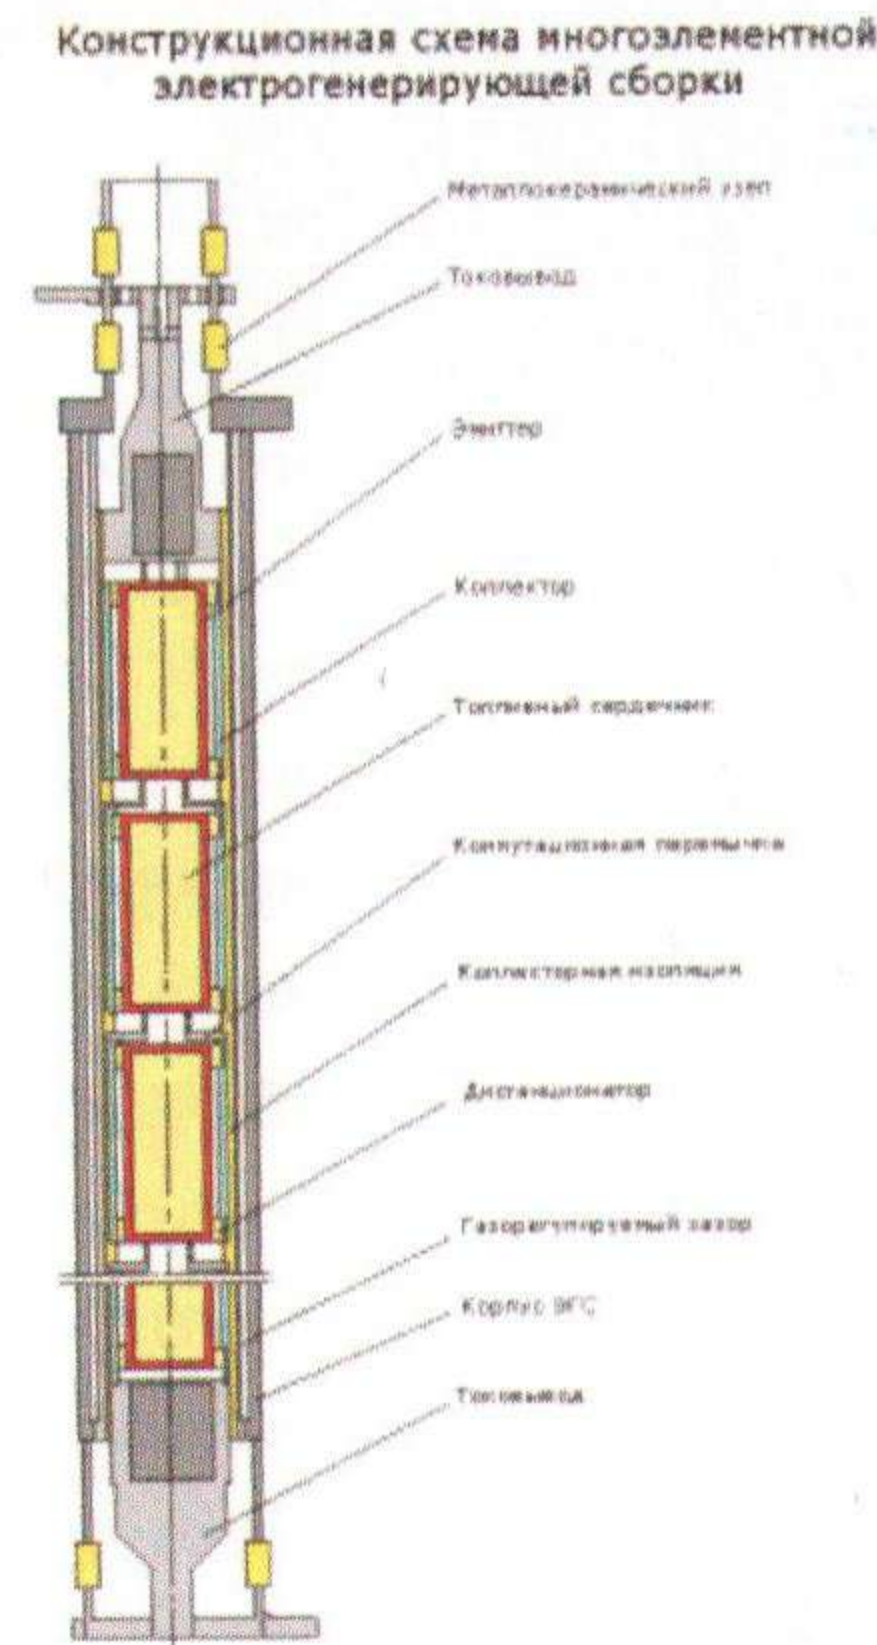 Конструкционная схема многоэлементной
электрогенерирующей сборки
Металлокерамический узел
Токовывод
Эмиттер
Коллектор
Топливный сердечник
Коммутационная перемычка
Коллекторная изоляция
Дистанционатор
Газорегулируемый зазор
Корпус ЭГС
Токовывод